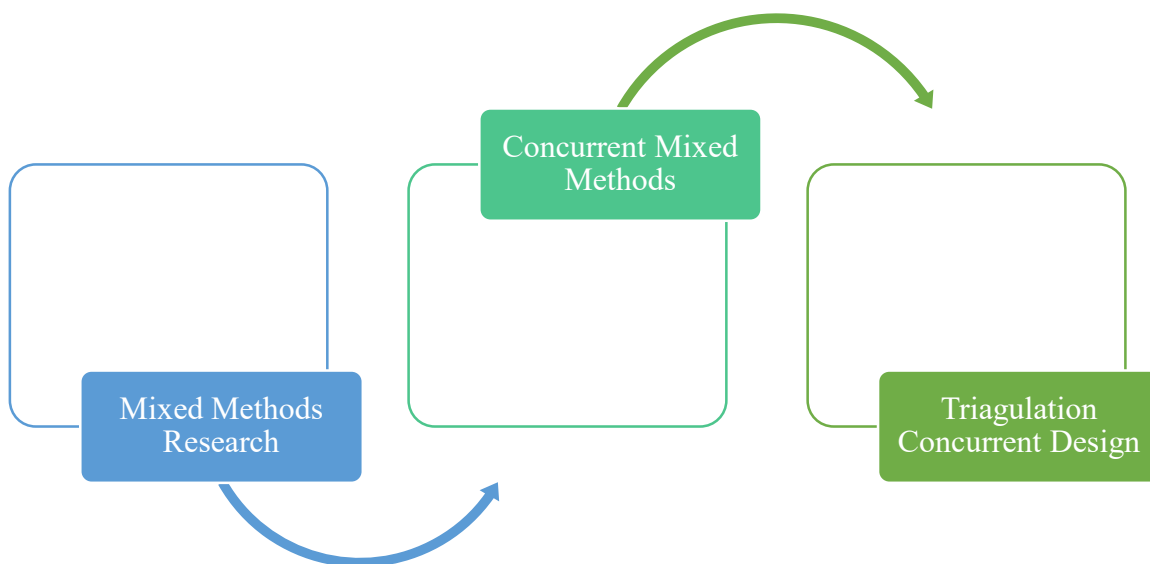 Mixed Methods
Research
Concurrent Mixed
Methods
Triagulation
Concurrent Design